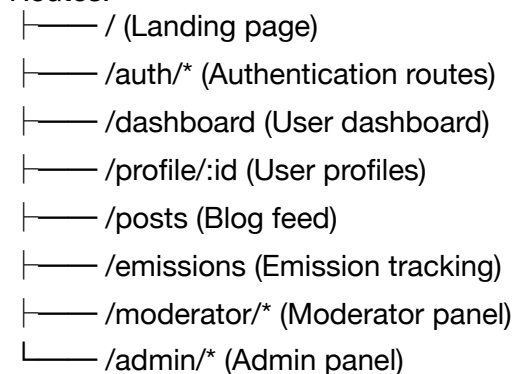 ├── / (Landing page)
├── /auth/* (Authentication routes)
├── /dashboard (User dashboard)
├── /profile/:id (User profiles)
├── /posts (Blog feed)
├── /emissions (Emission tracking)
├── /moderator/* (Moderator panel)
└── /admin/* (Admin panel)